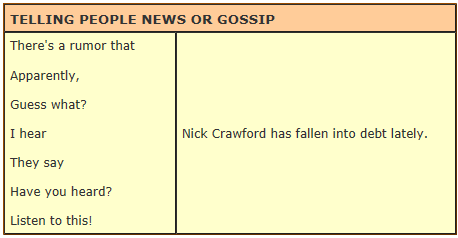 TELLING PEOPLE NEWS OR GOSSIP
There's a rumor that
Apparently,
Guess what?
I hear
They say
Have you heard?
Listen to this!
Nick Crawford has fallen into debt lately.